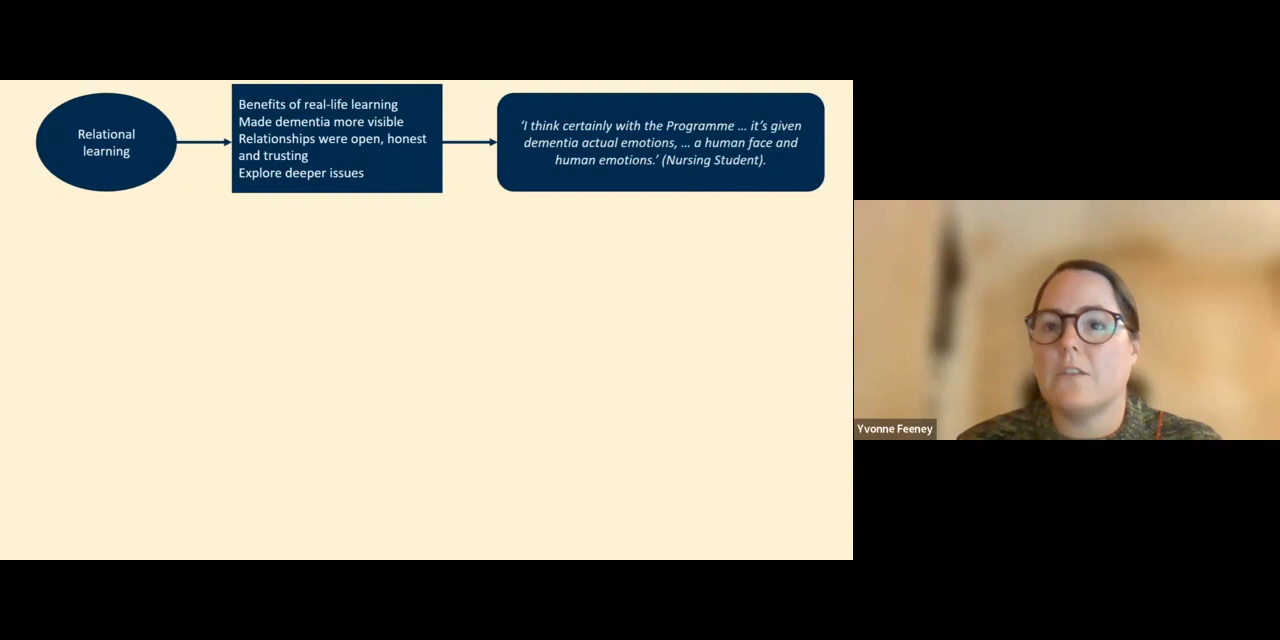 Relational
learning
Benefits of real-life learning
Made dementia more visible
Relationships were open, honest
and trusting
Explore deeper issues
‘I think certainly with the Programme … it’s given
dementia actual emotions, … a human face and
human emotions.’ (Nursing Student).
Yvonne Feeney